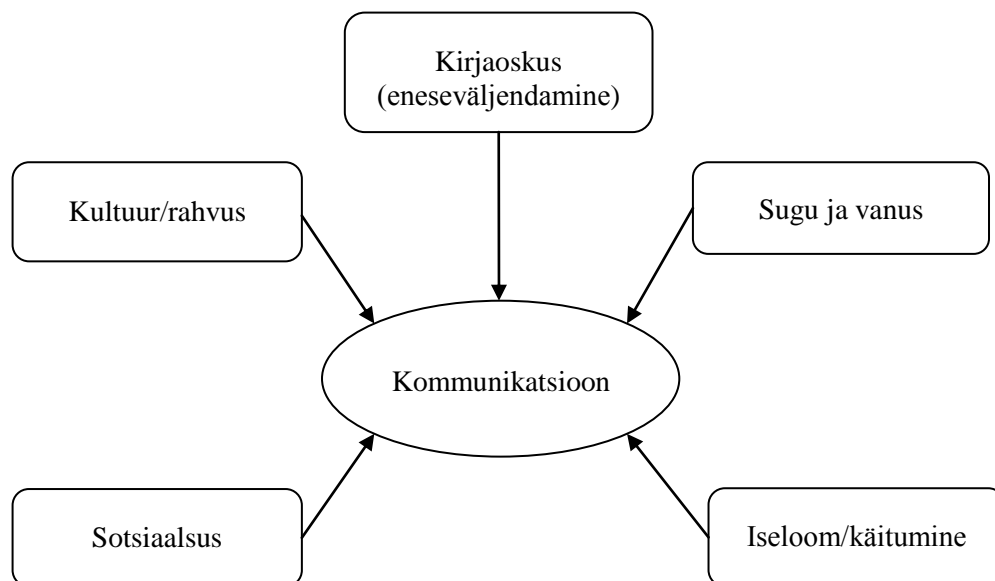 Kirjaoskus
(eneseväljendamine)
Kultuur/rahvus
Sugu ja vanus
Kommunikatsioon
Sotsiaalsus
Iseloom/käitumine